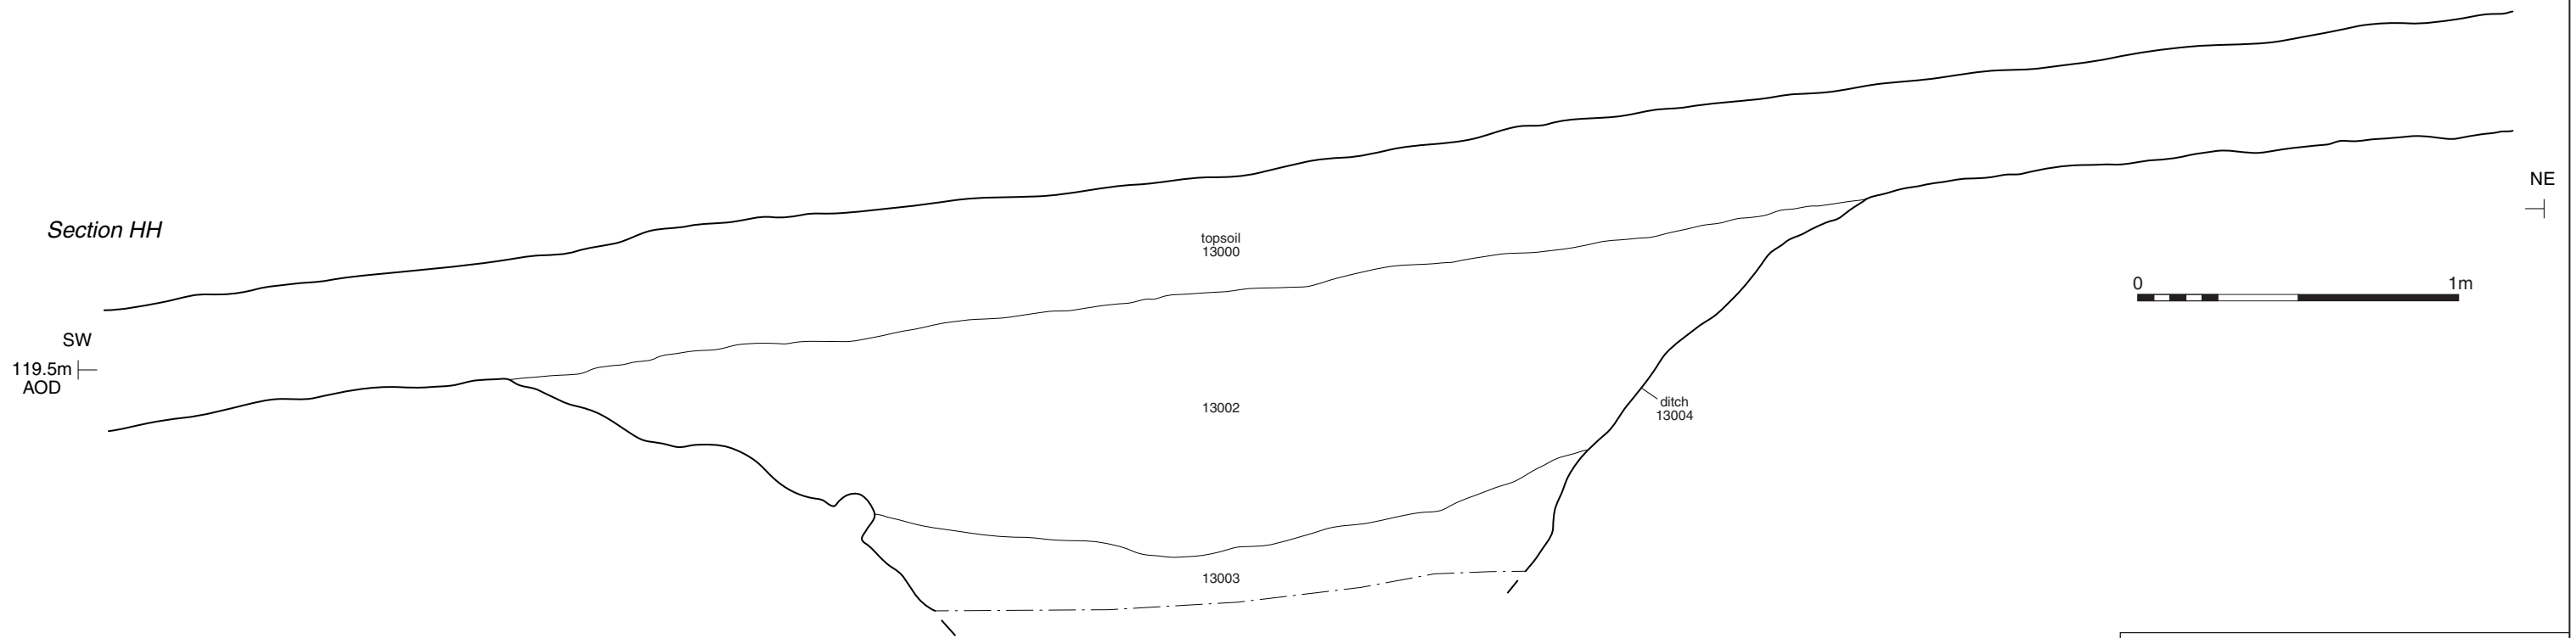 NE
Section HH
topsoil
13000
0 1m
SW
119.5m
AOD
13002
ditch
13004
13003